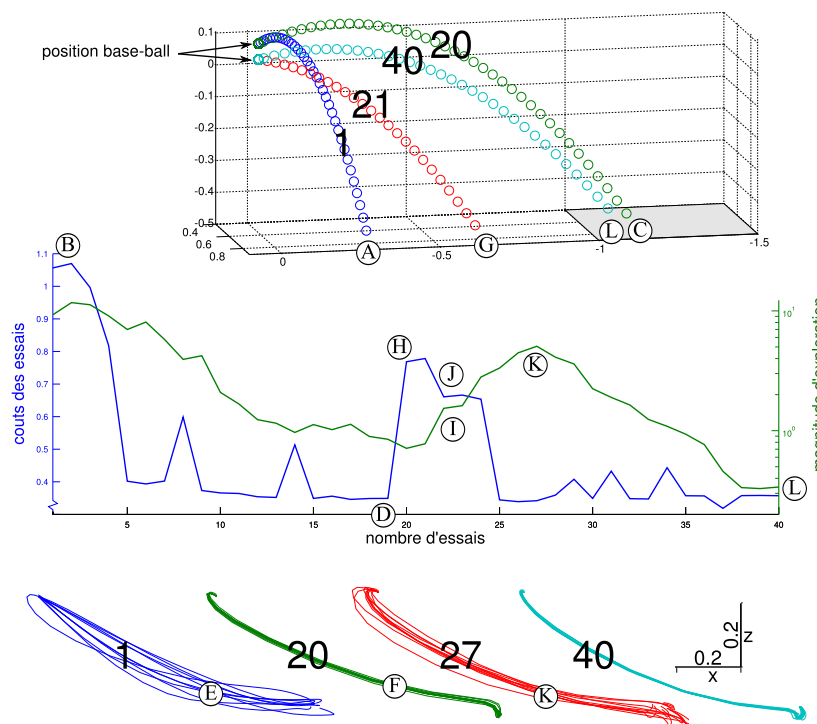 0.1
0
-0.1
-0.2
-0.3
-0.4
-0.5
0.4
0.6
0.8
0
-0.5
-1
-1.5
position base-ball
20
40
21
1
A
G
L
C
B
1.1
1
0.9
0.8
0.7
0.6
0.5
0.4
couts des essais
H
J
K
I
D
L
10¹
10⁰
5
10
15
20
25
30
35
40
nombre d'essais
magnitude d'exploration
1
20
27
40
E
F
K
0.2
z
0.2
x